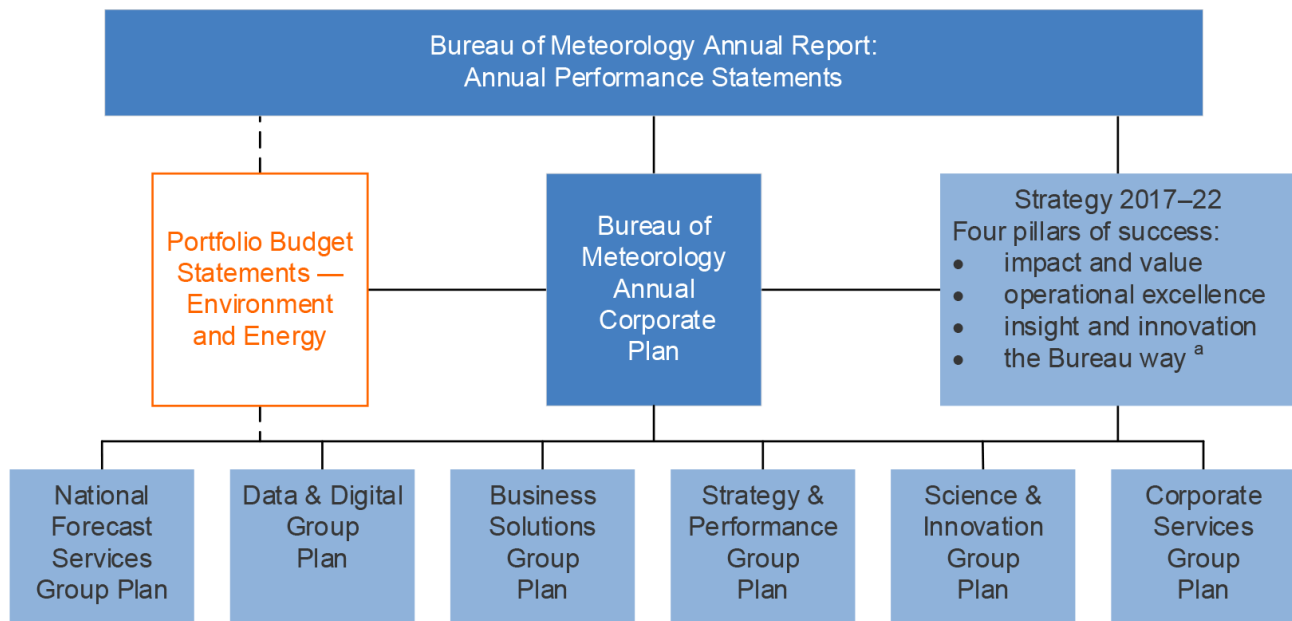 Bureau of Meteorology Annual Report:
Annual Performance Statements
Portfolio Budget
Statements —
Environment
and Energy
Bureau of
Meteorology
Annual
Corporate
Plan
Strategy 2017–22
Four pillars of success:
• impact and value
• operational excellence
• insight and innovation
• the Bureau way ª
National
Forecast
Services
Group Plan
Data & Digital
Group
Plan
Business
Solutions
Group
Plan
Strategy &
Performance
Group
Plan
Science &
Innovation
Group
Plan
Corporate
Services
Group
Plan